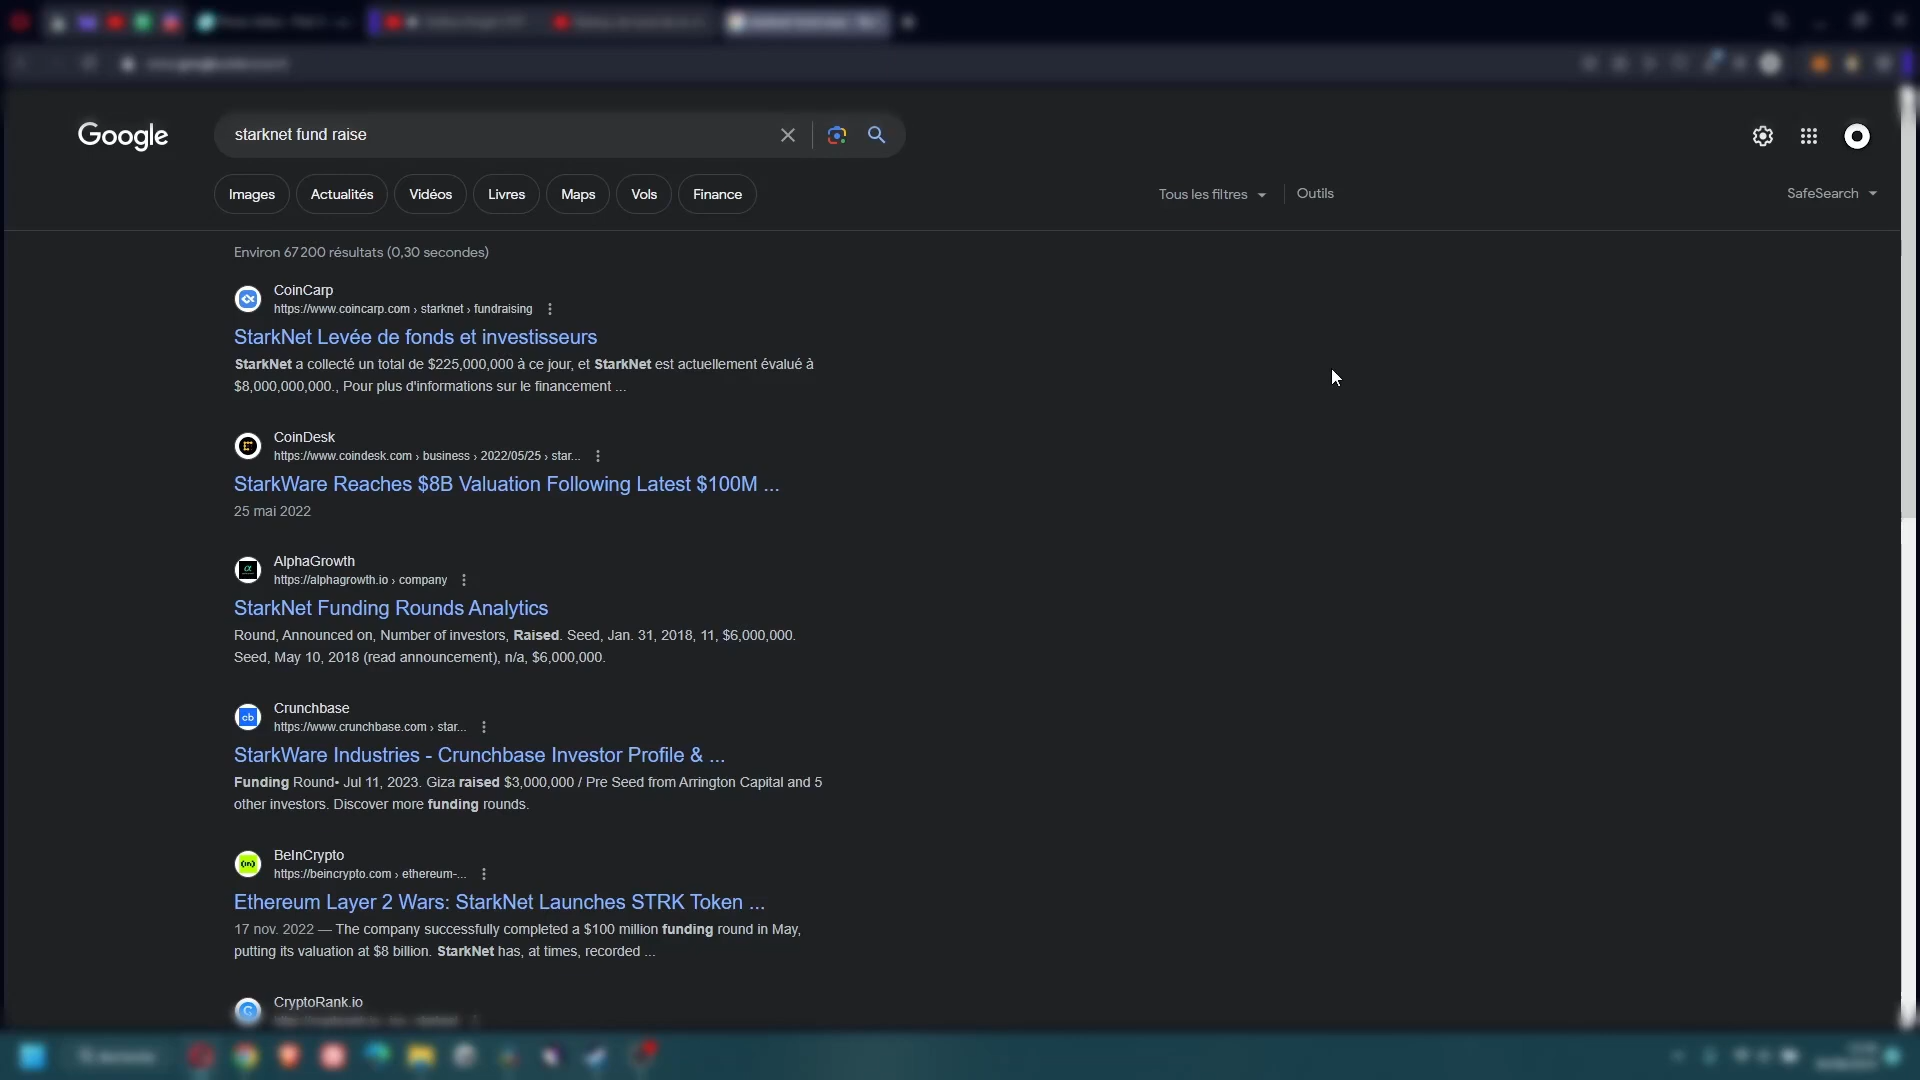 Google
starknet fund raise
Images
Actualités
Vidéos
Livres
Maps
Vols
Finance
Tous les filtres
Outils
SafeSearch
Environ 67 200 résultats (0,30 secondes)
CoinCarp
https://www.coincarp.com › starknet › fundraising
StarkNet Levée de fonds et investisseurs
StarkNet a collecté un total de $225,000,000 à ce jour, et StarkNet est actuellement évalué à
$8,000,000,000., Pour plus d'informations sur le financement ...
CoinDesk
https://www.coindesk.com › business › 2022/05/25 › star...
StarkWare Reaches $8B Valuation Following Latest $100M ...
25 mai 2022
AlphaGrowth
https://alphagrowth.io › company
StarkNet Funding Rounds Analytics
Round, Announced on, Number of investors, Raised. Seed, Jan. 31, 2018, 11, $6,000,000.
Seed, May 10, 2018 (read announcement), n/a, $6,000,000.
Crunchbase
https://www.crunchbase.com › star...
StarkWare Industries - Crunchbase Investor Profile & ...
Funding Round• Jul 11, 2023. Giza raised $3,000,000 / Pre Seed from Arrington Capital and 5
other investors. Discover more funding rounds.
BeInCrypto
https://beincrypto.com › ethereum-...
Ethereum Layer 2 Wars: StarkNet Launches STRK Token ...
17 nov. 2022 — The company successfully completed a $100 million funding round in May,
putting its valuation at $8 billion. StarkNet has, at times, recorded ...
CryptoRank.io